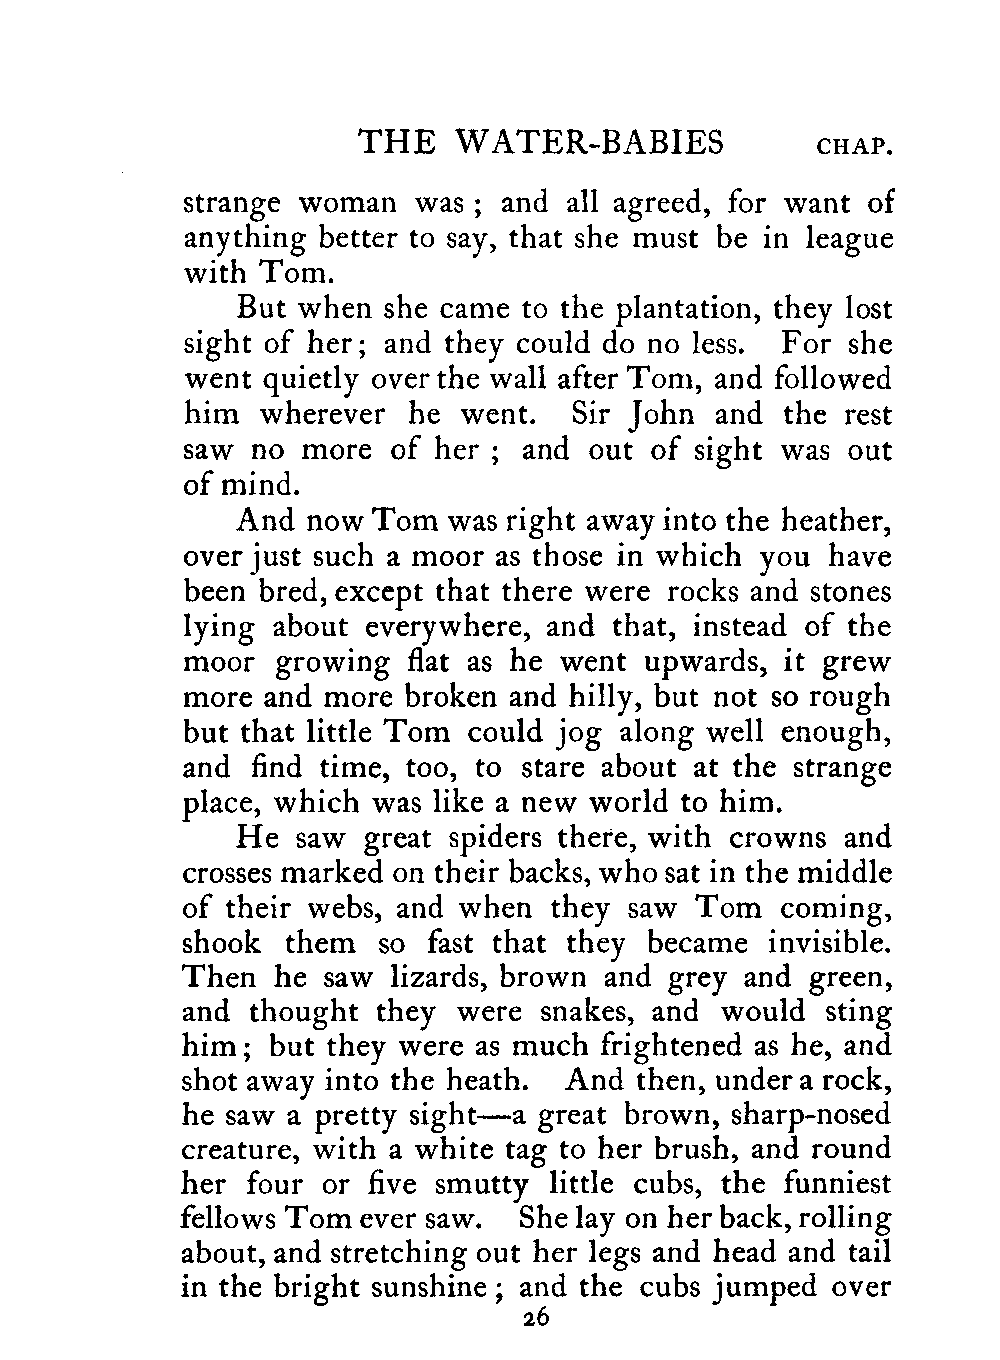 THE WATER-BABIES CHAP.
strange woman was ; and all agreed, for want of
anything better to say, that she must be in league
with Tom.
But when she came to the plantation, they lost
sight of her ; and they could do no less. For she
went quietly over the wall after Tom, and followed
him wherever he went. Sir John and the rest
saw no more of her ; and out of sight was out
of mind.
And now Tom was right away into the heather,
over just such a moor as those in which you have
been bred, except that there were rocks and stones
lying about everywhere, and that, instead of the
moor growing flat as he went upwards, it grew
more and more broken and hilly, but not so rough
but that little Tom could jog along well enough,
and find time, too, to stare about at the strange
place, which was like a new world to him.
He saw great spiders there, with crowns and
crosses marked on their backs, who sat in the middle
of their webs, and when they saw Tom coming,
shook them so fast that they became invisible.
Then he saw lizards, brown and grey and green,
and thought they were snakes, and would sting
him ; but they were as much frightened as he, and
shot away into the heath. And then, under a rock,
he saw a pretty sight—a great brown, sharp-nosed
creature, with a white tag to her brush, and round
her four or five smutty little cubs, the funniest
fellows Tom ever saw. She lay on her back, rolling
about, and stretching out her legs and head and tail
in the bright sunshine ; and the cubs jumped over
26